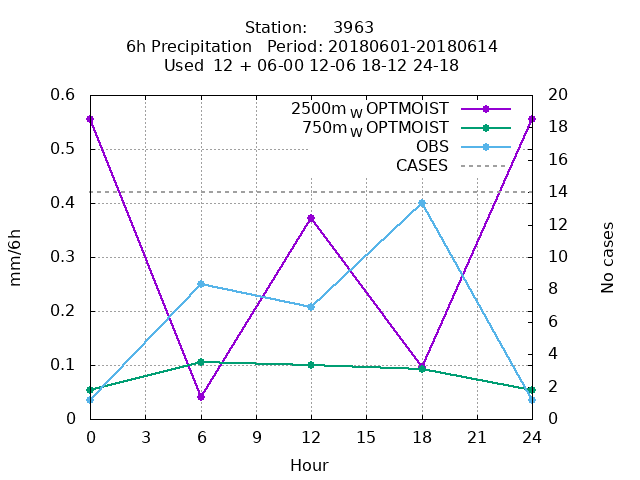 Station: 3963
6h Precipitation Period: 20180601-20180614
Used 12 + 06-00 12-06 18-12 24-18
0.6
0.5
0.4
0.3
0.2
0.1
0
20
18
16
14
12
10
8
6
4
2
0
2500m W OPTMOIST
750m W OPTMOIST
OBS
CASES
mm/6h
No cases
0 3 6 9 12 15 18 21 24
Hour